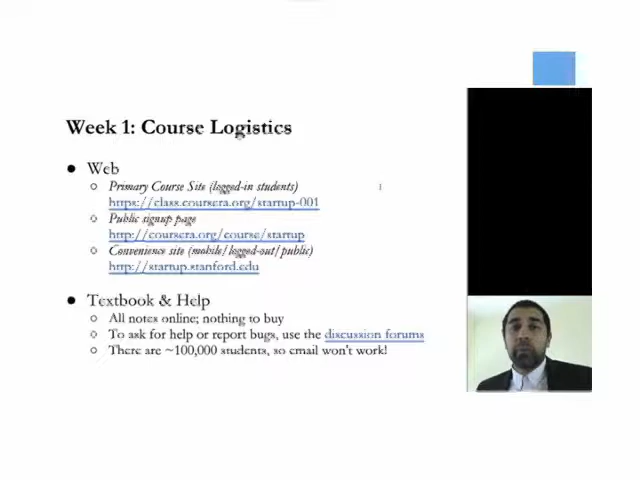 Week 1: Course Logistics
● Web
○ Primary Course Site (logged-in students)
https://class.coursera.org/startup-001
○ Public signup page
http://coursera.org/course/startup
○ Convenience site (mobile/logged-out/public)
http://startup.stanford.edu
● Textbook & Help
○ All notes online; nothing to buy
○ To ask for help or report bugs, use the discussion forums
○ There are ~100,000 students, so email won't work!